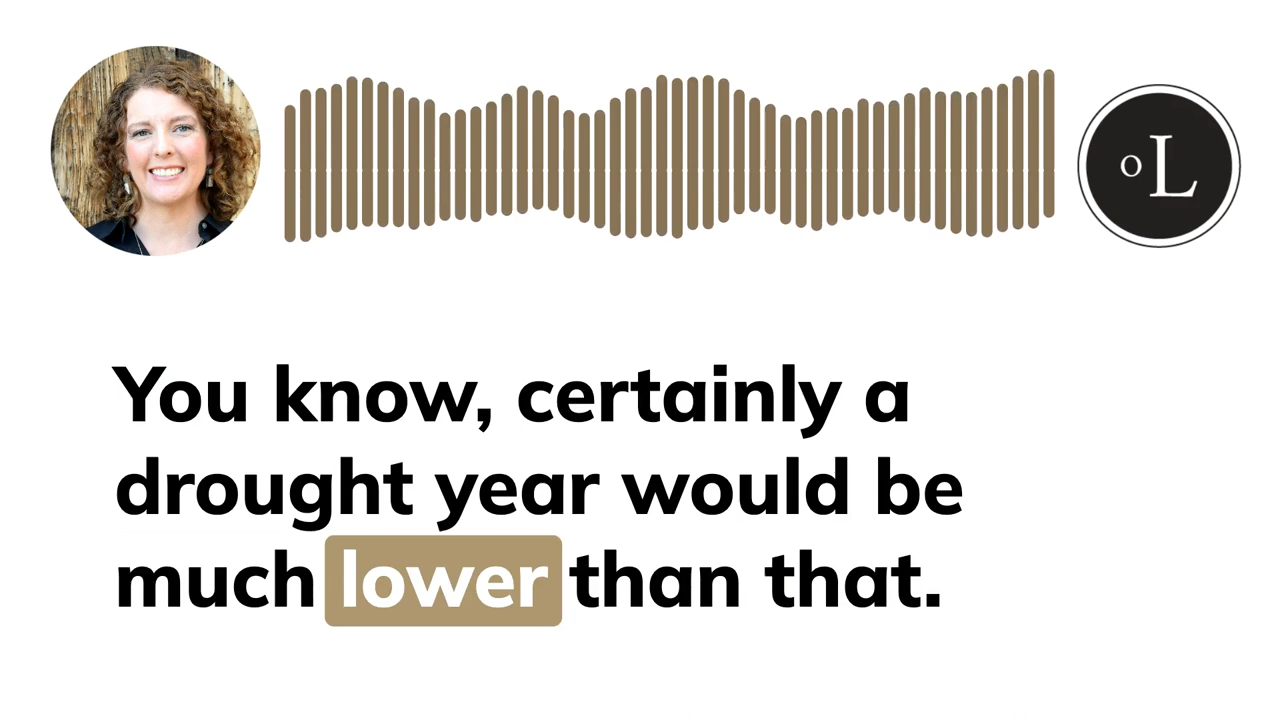 oL
You know, certainly a
drought year would be
much lower than that.